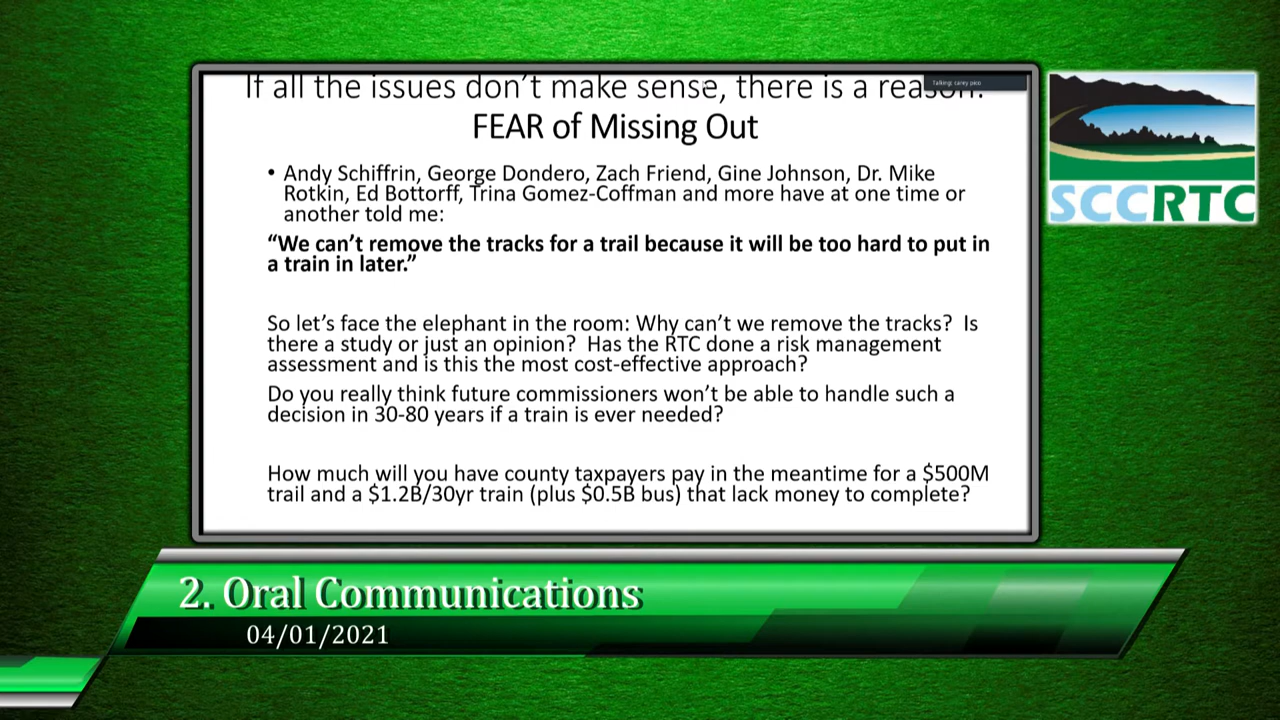 If all the issues don't make sense, there is a reason:
Talking: carey pico
FEAR of Missing Out
• Andy Schiffrin, George Dondero, Zach Friend, Gine Johnson, Dr. Mike
Rotkin, Ed Bottorff, Trina Gomez-Coffman and more have at one time or
another told me:
“We can’t remove the tracks for a trail because it will be too hard to put in
a train in later.”
So let’s face the elephant in the room: Why can’t we remove the tracks? Is
there a study or just an opinion? Has the RTC done a risk management
assessment and is this the most cost-effective approach?
Do you really think future commissioners won’t be able to handle such a
decision in 30-80 years if a train is ever needed?
How much will you have county taxpayers pay in the meantime for a $500M
trail and a $1.2B/30yr train (plus $0.5B bus) that lack money to complete?
SCCRTC
2. Oral Communications
04/01/2021